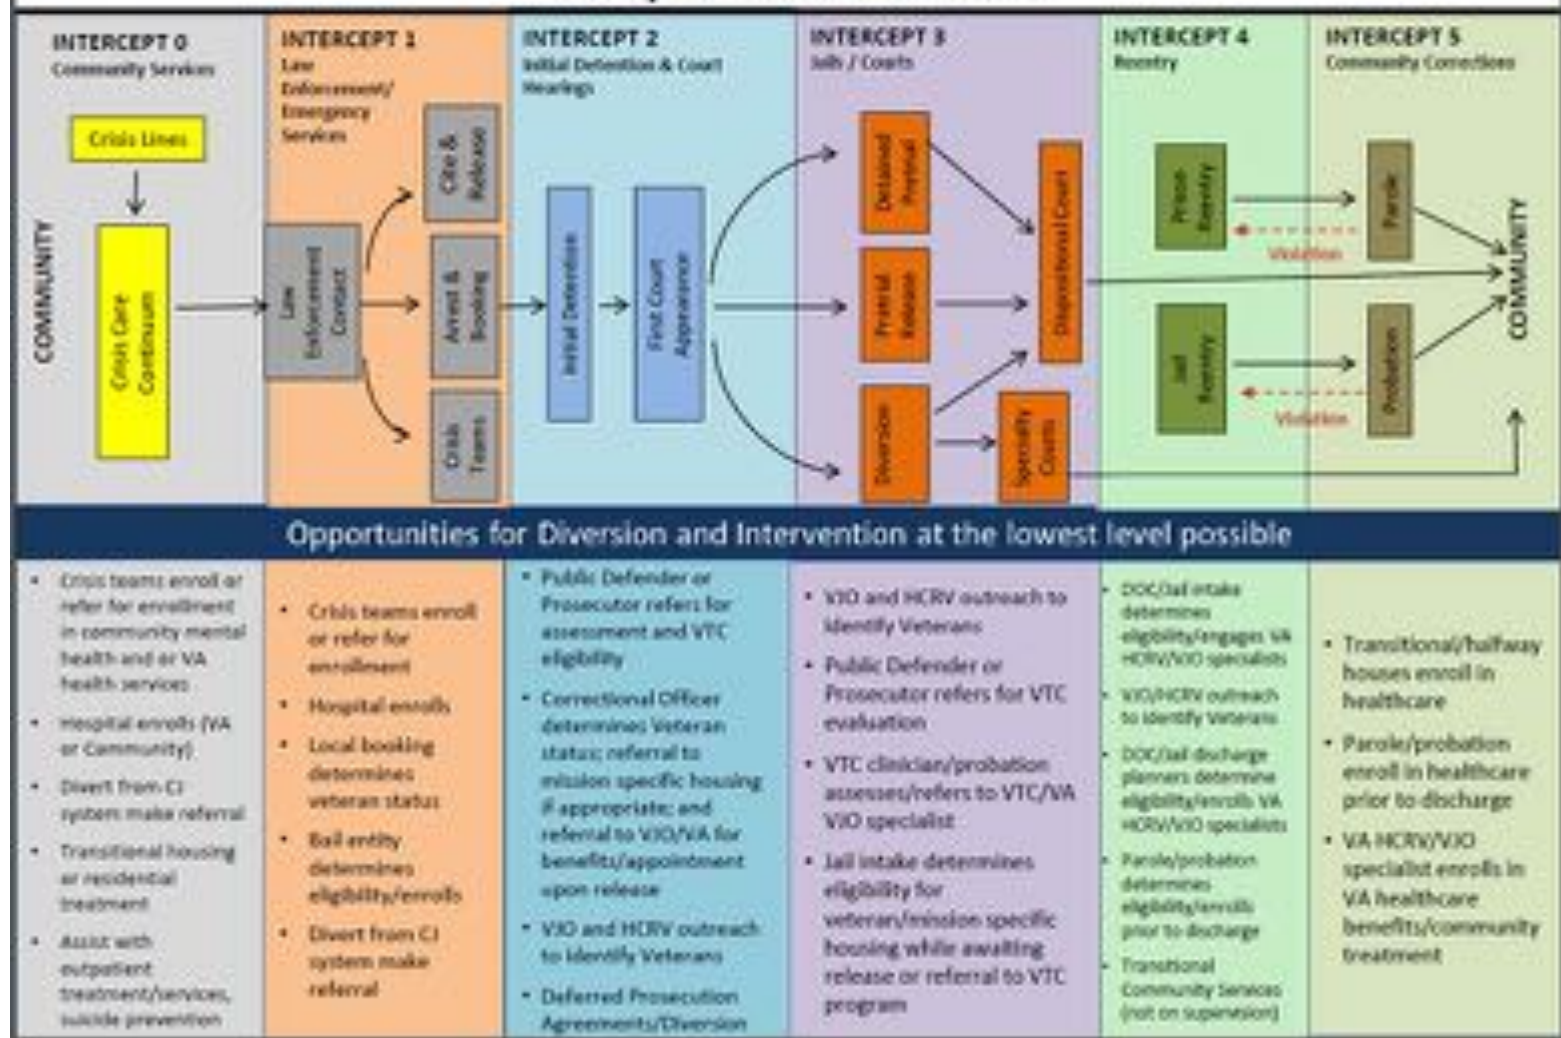 INTERCEPT 0
Community Services
Crisis Lines
COMMUNITY
Crisis Care
Continuum
INTERCEPT 1
Law
Enforcement/
Emergency
Services
Law
Enforcement
Contact
Cite &
Release
Arrest &
Booking
Crisis
Teams
INTERCEPT 2
Initial Detention & Court
Hearings
Initial Detention
First Court
Appearance
INTERCEPT 3
Jails / Courts
Detained
Pretrial
Pretrial
Release
Diversion
Dispositional Court
Specialty
Courts
INTERCEPT 4
Reentry
Prison
Reentry
Jail
Reentry
Violation
Violation
INTERCEPT 5
Community Corrections
Parole
Probation
COMMUNITY
Opportunities for Diversion and Intervention at the lowest level possible
• Crisis teams enroll or
refer for enrollment
in community mental
health and or VA
health services
• Hospital enrolls (VA
or Community)
• Divert from CJ
system make referral
• Transitional housing
or residential
treatment
• Assist with
outpatient
treatment/services,
suicide prevention
• Crisis teams enroll
or refer for
enrollment
• Hospital enrolls
• Local booking
determines
veteran status
• Bail entity
determines
eligibility/enrolls
• Divert from CJ
system make
referral
• Public Defender or
Prosecutor refers for
assessment and VTC
eligibility
• Correctional Officer
determines Veteran
status; referral to
mission specific housing
if appropriate; and
referral to VJO/VA for
benefits/appointment
upon release
• VJO and HCRV outreach
to Identify Veterans
• Deferred Prosecution
Agreements/Diversion
• VJO and HCRV outreach to
Identify Veterans
• Public Defender or
Prosecutor refers for VTC
evaluation
• VTC clinician/probation
assesses/refers to VTC/VA
VJO specialist
• Jail intake determines
eligibility for
veteran/mission specific
housing while awaiting
release or referral to VTC
program
• DOC/Jail intake
determines
eligibility/engages VA
HCRV/VJO specialists
• VJO/HCRV outreach
to Identify Veterans
• DOC/Jail discharge
planners determine
eligibility/enrolls VA
HCRV/VJO specialists
• Parole/probation
determines
eligibility/enrolls
prior to discharge
• Transitional
Community Services
(not on supervision)
• Transitional/halfway
houses enroll in
healthcare
• Parole/probation
enroll in healthcare
prior to discharge
• VA HCRV/VJO
specialist enrolls in
VA healthcare
benefits/community
treatment